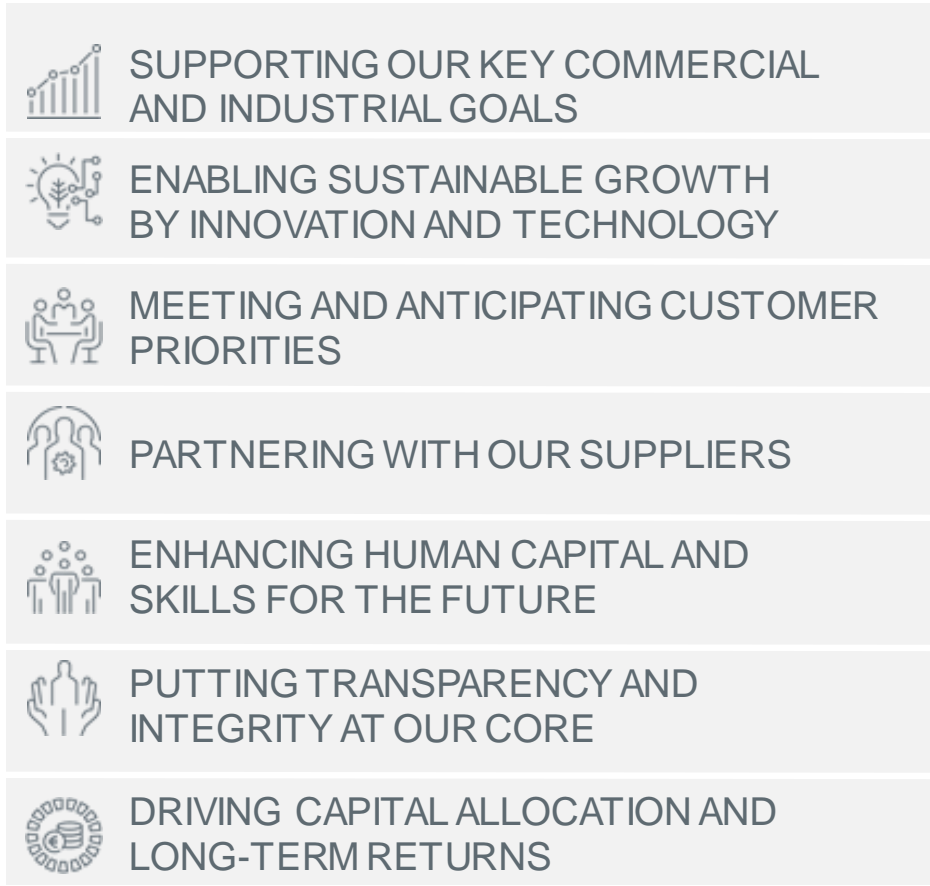 SUPPORTING OUR KEY COMMERCIAL
AND INDUSTRIAL GOALS
ENABLING SUSTAINABLE GROWTH
BY INNOVATION AND TECHNOLOGY
MEETING AND ANTICIPATING CUSTOMER
PRIORITIES
PARTNERING WITH OUR SUPPLIERS
ENHANCING HUMAN CAPITAL AND
SKILLS FOR THE FUTURE
PUTTING TRANSPARENCY AND
INTEGRITY AT OUR CORE
DRIVING CAPITAL ALLOCATION AND
LONG-TERM RETURNS